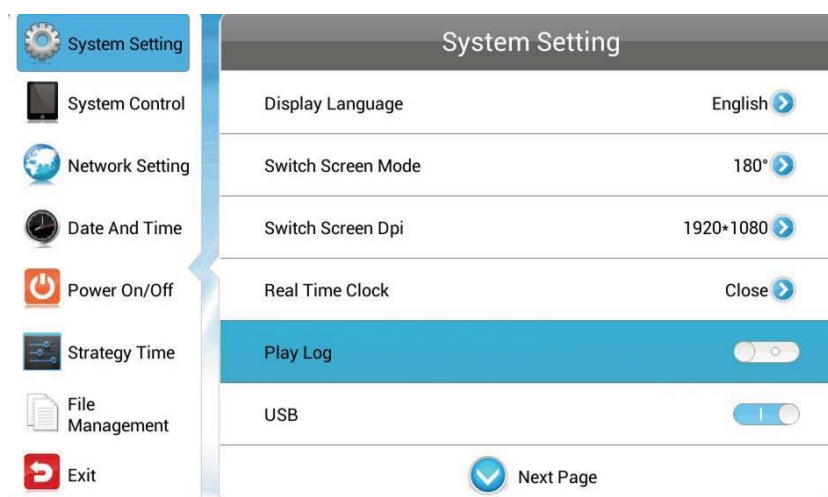 System Setting
System Control
Network Setting
Date And Time
Power On/Off
Strategy Time
File
Management
Exit
System Setting
Display Language English
Switch Screen Mode 180°
Switch Screen Dpi 1920*1080
Real Time Clock Close
Play Log
USB
Next Page